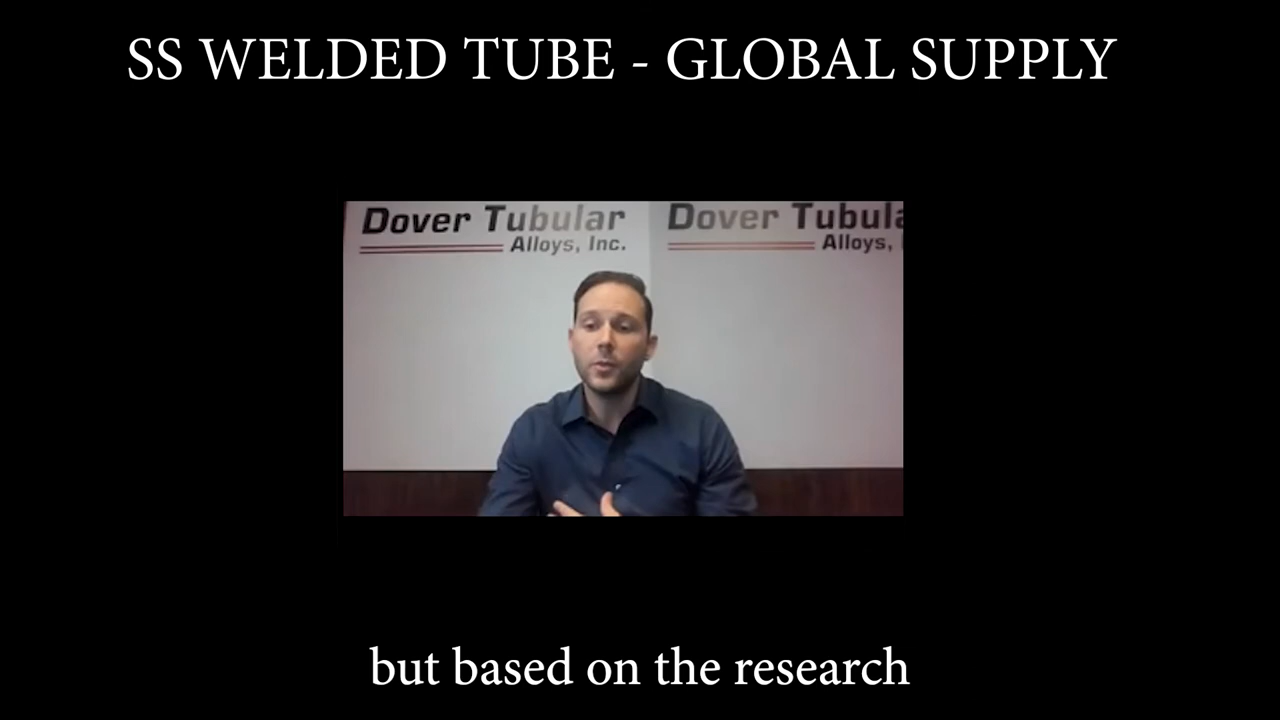 SS WELDED TUBE - GLOBAL SUPPLY
Dover Tubular
Alloys, Inc.
Dover Tubula
Alloys,
but based on the research